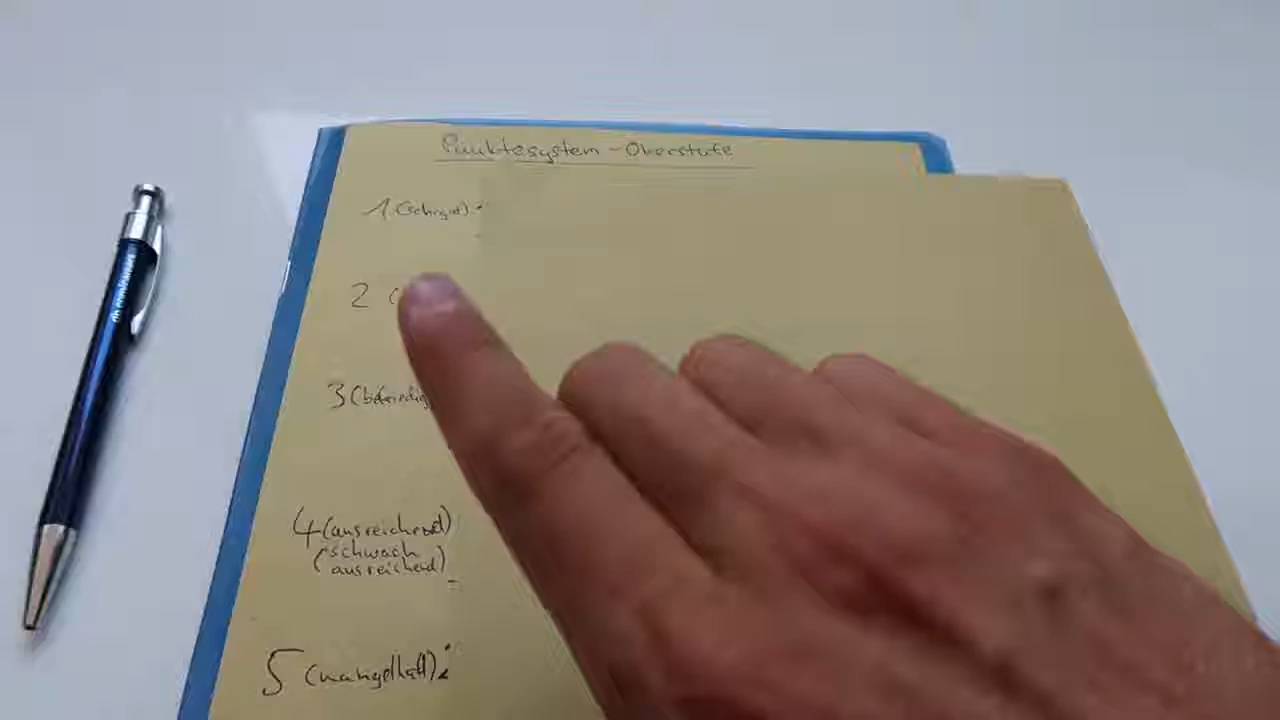 Punktesystem - Oberstufe
1 (sehr gut):
2 (
3 (befriedig
4 (ausreichend)
(schwach
ausreichend)
5 (mangelhaft):